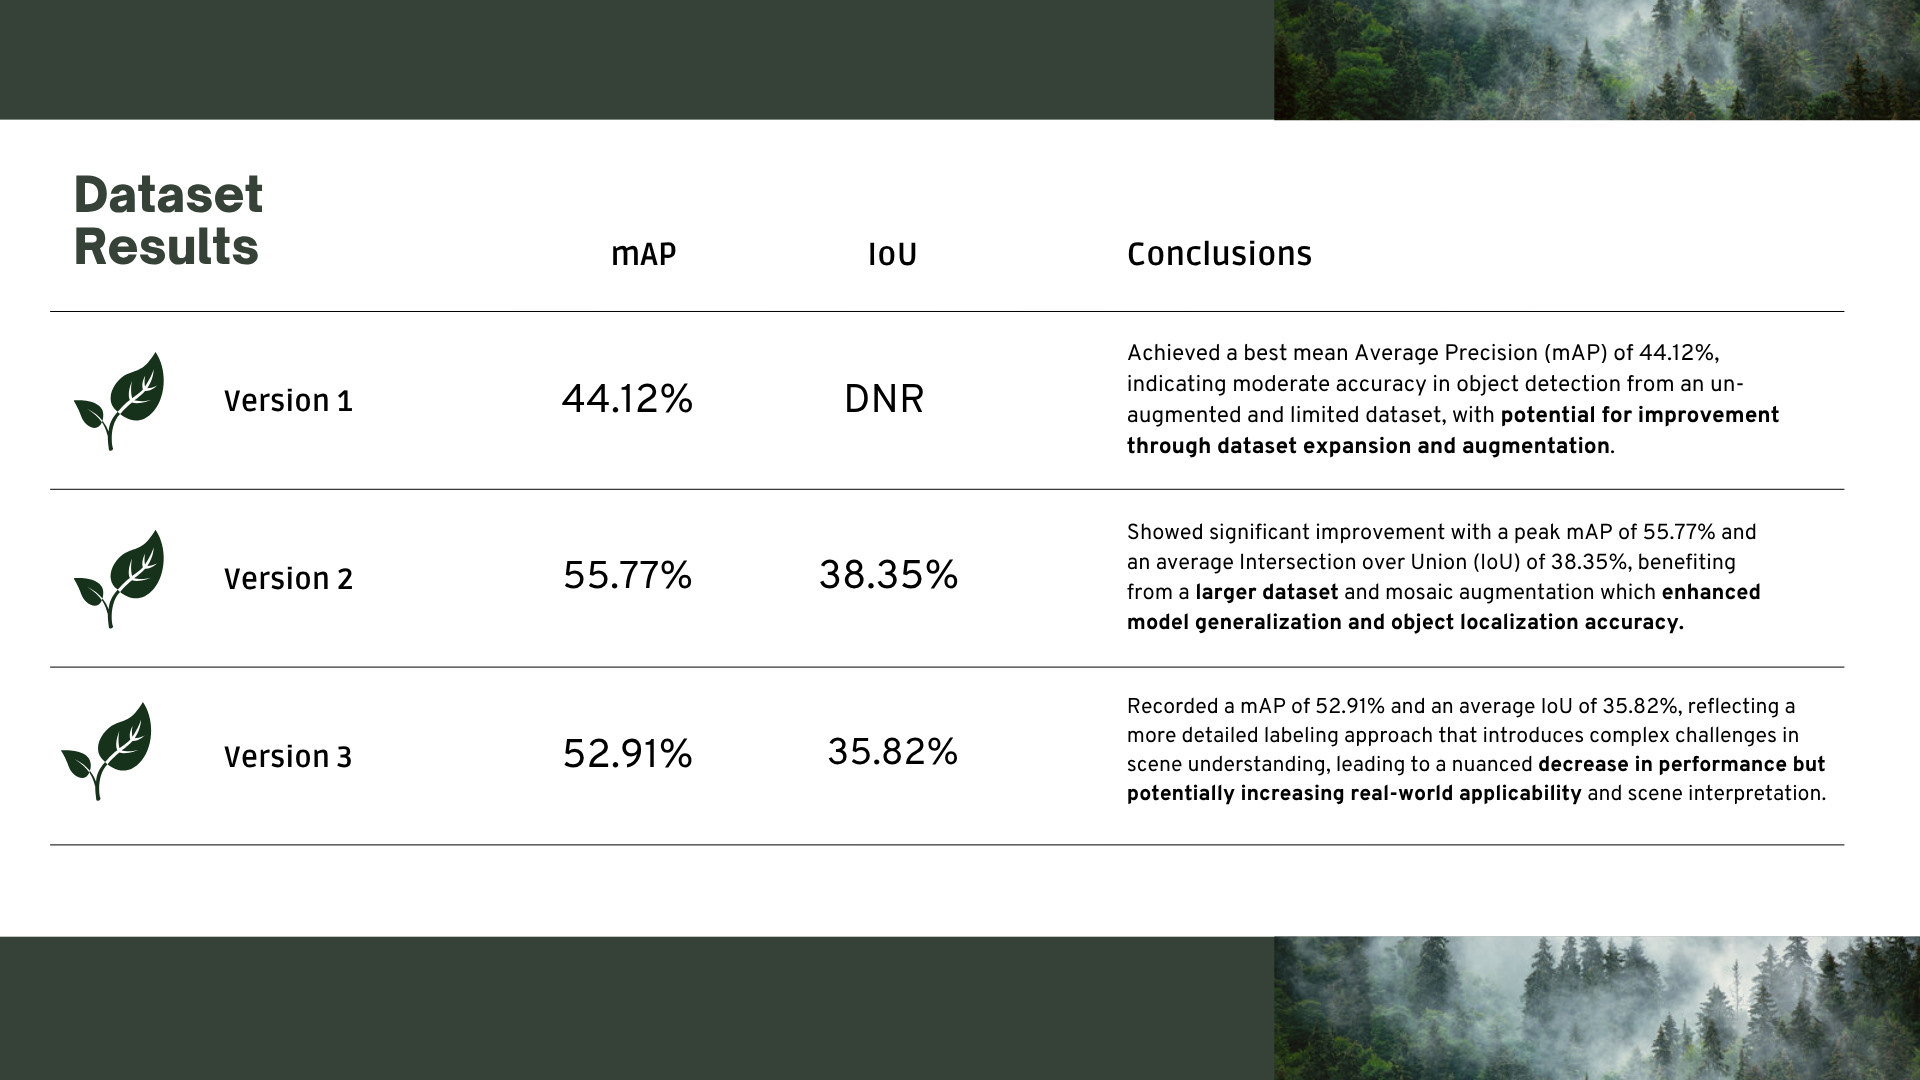 Dataset
Results
mAP
IoU
Conclusions
Version 1
44.12%
DNR
Achieved a best mean Average Precision (mAP) of 44.12%,
indicating moderate accuracy in object detection from an un-
augmented and limited dataset, with potential for improvement
through dataset expansion and augmentation.
Version 2
55.77%
38.35%
Showed significant improvement with a peak mAP of 55.77% and
an average Intersection over Union (IoU) of 38.35%, benefiting
from a larger dataset and mosaic augmentation which enhanced
model generalization and object localization accuracy.
Version 3
52.91%
35.82%
Recorded a mAP of 52.91% and an average IoU of 35.82%, reflecting a
more detailed labeling approach that introduces complex challenges in
scene understanding, leading to a nuanced decrease in performance but
potentially increasing real-world applicability and scene interpretation.